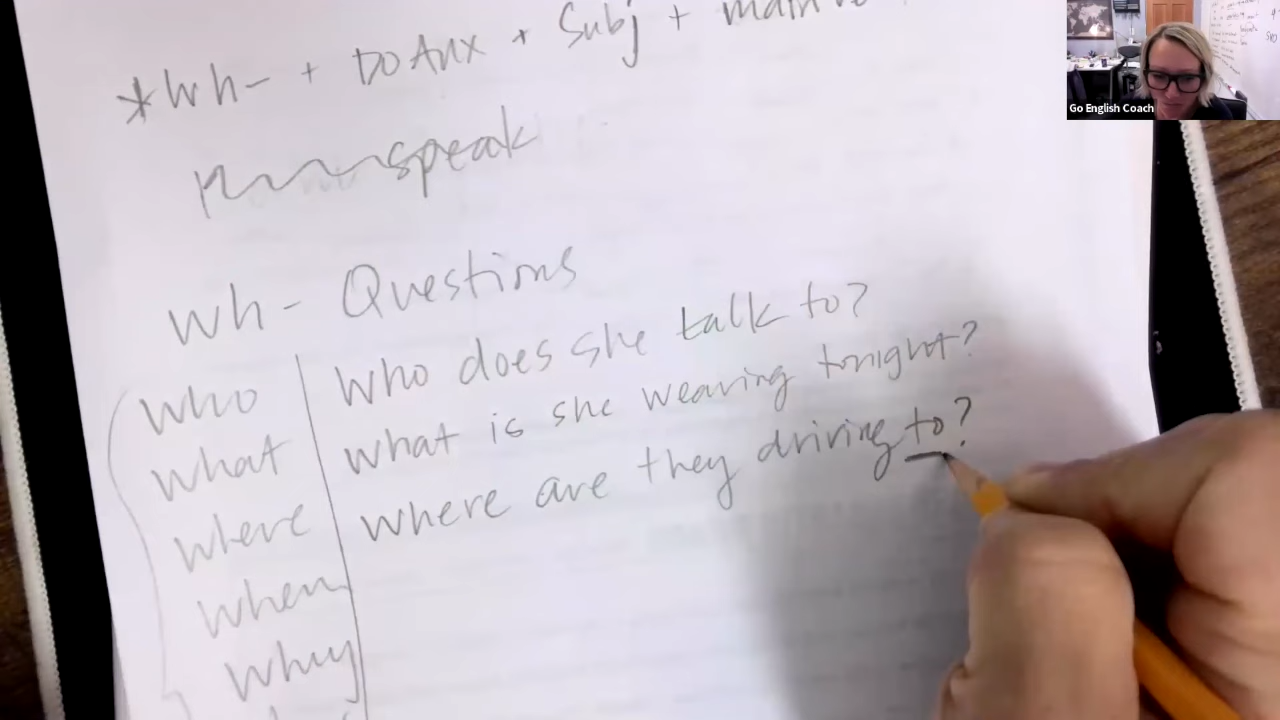 *Wh- + DO AUX + Subj + main
speak
Wh- Questions
Who
Who does she talk to?
What
What is she wearing tonight?
Where
Where are they driving to?
When
Why
Go English Coach